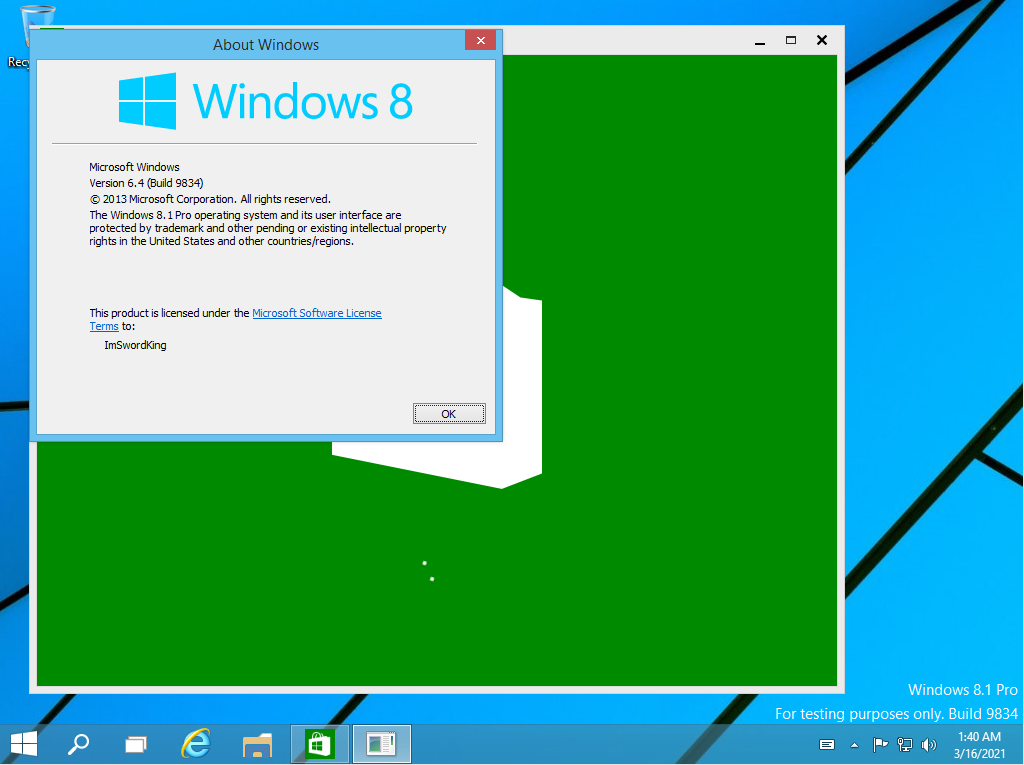 Recy
About Windows
Windows 8
Microsoft Windows
Version 6.4 (Build 9834)
© 2013 Microsoft Corporation. All rights reserved.
The Windows 8.1 Pro operating system and its user interface are
protected by trademark and other pending or existing intellectual property
rights in the United States and other countries/regions.
This product is licensed under the Microsoft Software License
Terms to:
ImSwordKing
OK
Windows 8.1 Pro
For testing purposes only. Build 9834
1:40 AM
3/16/2021